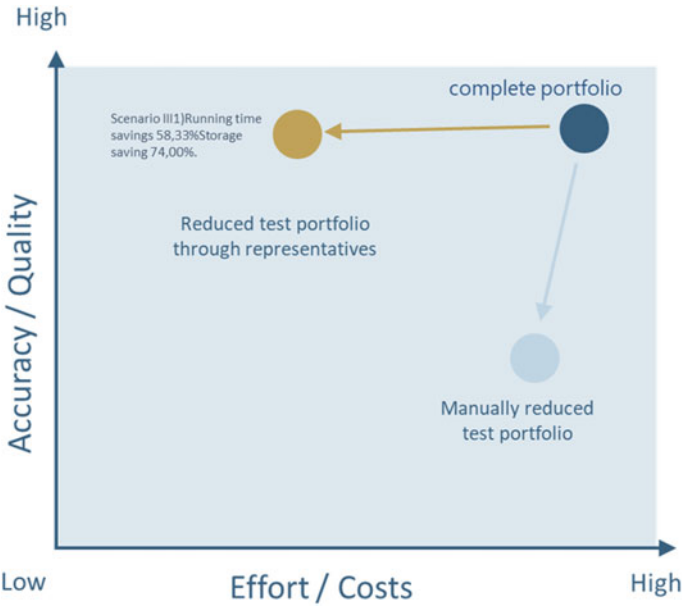 High
complete portfolio
Scenario III1)Running time
savings 58,33%Storage
saving 74,00%.
Reduced test portfolio
through representatives
Accuracy / Quality
Manually reduced
test portfolio
Low
Effort / Costs
High